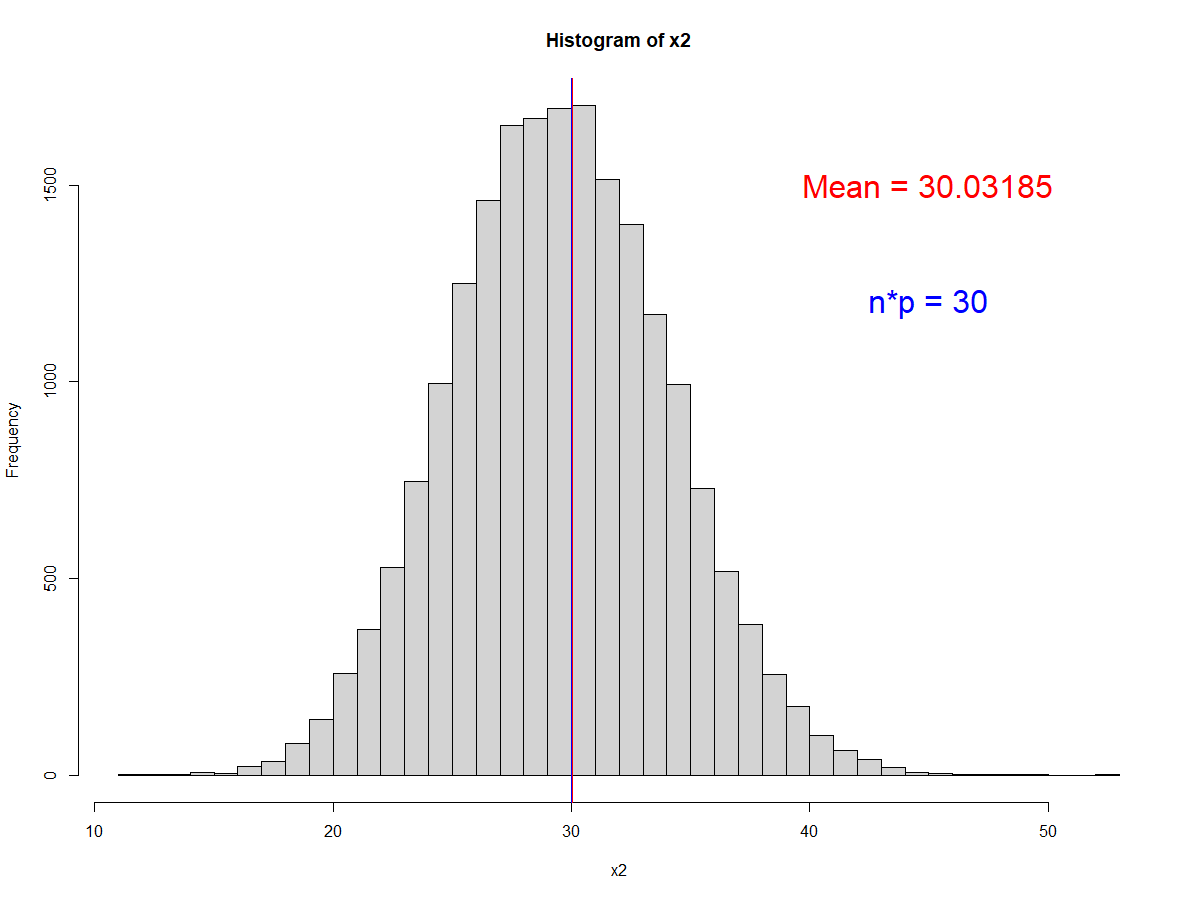 Histogram of x2
Mean = 30.03185
n*p = 30
Frequency
1500
1000
500
0
10 20 30 40 50
x2